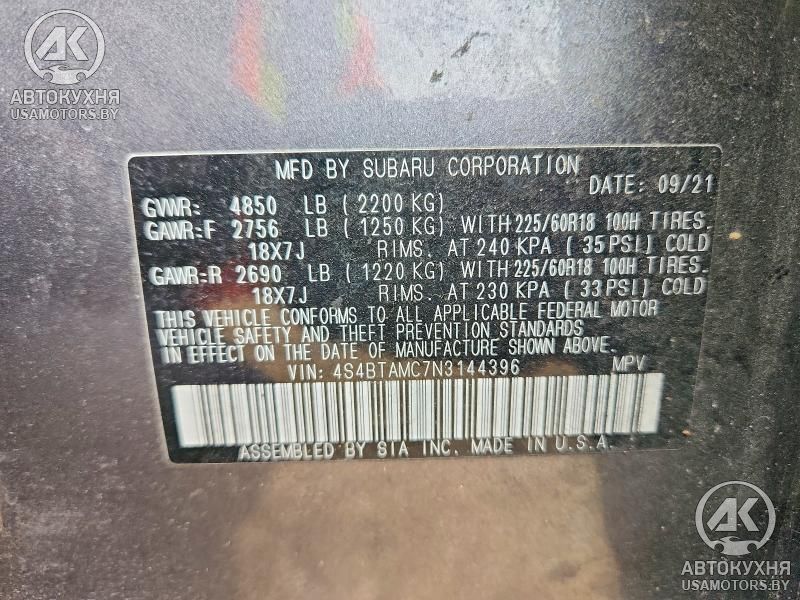 АК
АВТОКУХНЯ
USAMOTORS.BY
MFD BY SUBARU CORPORATION
DATE: 09/21
GVWR: 4850 LB ( 2200 KG)
GAWR:F 2756 LB ( 1250 KG) WITH 225/60R18 100H TIRES.
18X7J RIMS. AT 240 KPA ( 35 PSI) COLD
GAWR:R 2690 LB ( 1220 KG) WITH 225/60R18 100H TIRES.
18X7J RIMS. AT 230 KPA ( 33 PSI) COLD
THIS VEHICLE CONFORMS TO ALL APPLICABLE FEDERAL MOTOR
VEHICLE SAFETY AND THEFT PREVENTION STANDARDS
IN EFFECT ON THE DATE OF MANUFACTURE SHOWN ABOVE.
VIN: 4S4BTAMC7N3144396 MPV
ASSEMBLED BY SIA INC. MADE IN U.S.A.
АК
АВТОКУХНЯ
USAMOTORS.BY